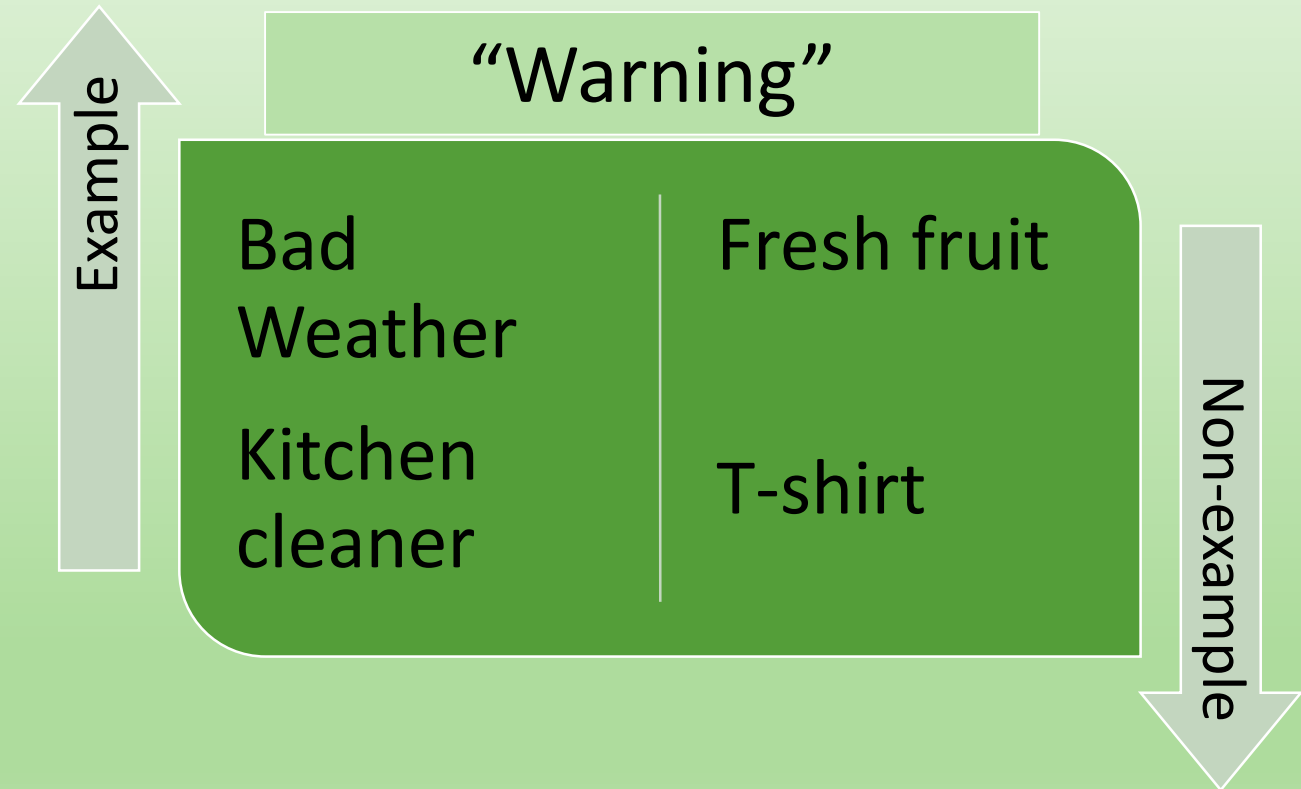 “Warning”
Example
Bad
Weather
Kitchen
cleaner
Fresh fruit
T-shirt
Non-example